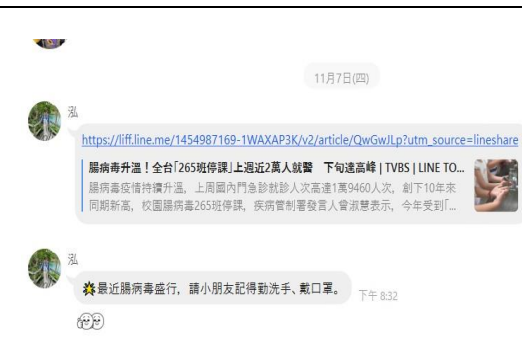 11月7日(四)
泓
https://liff.line.me/1454987169-1WAXAP3K/v2/article/QwGwJLp?utm_source=lineshare
腸病毒升溫！全台「265班停課」上週近2萬人就醫　下旬達高峰 | TVBS | LINE TO...
腸病毒疫情持續升溫，上周國內門急診就診人次高達1萬9460人次，創下10年來
同期新高，校園腸病毒265班停課，疾病管制署發言人曾淑慧表示，今年受到「...
泓
最近腸病毒盛行，請小朋友記得勤洗手、戴口罩。
下午 8:32